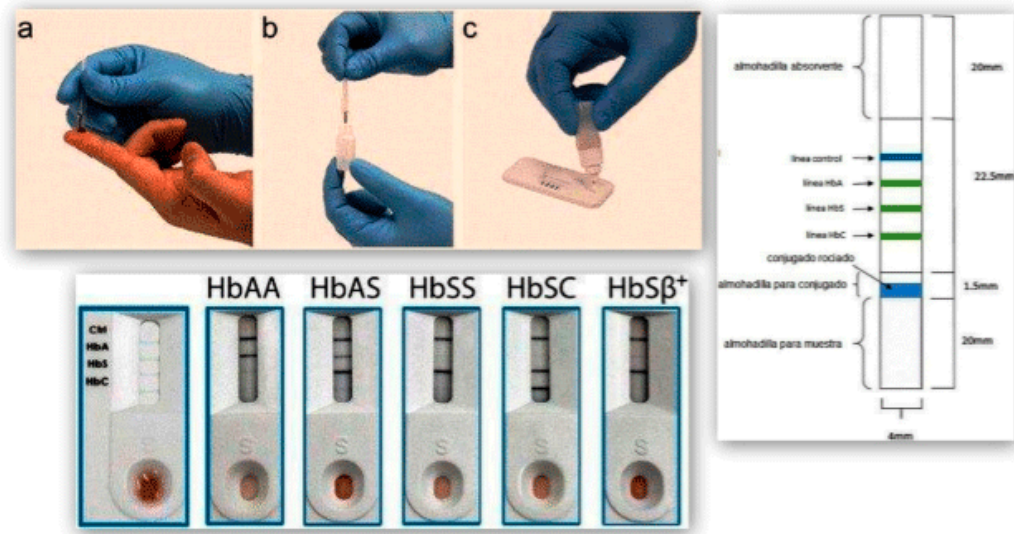 a
b
c
almohadilla absorvente
20mm
línea control
línea HbA
línea HbS
línea HbC
22.5mm
conjugado rociado
almohadilla para conjugado
1.5mm
almohadilla para muestra
20mm
4mm
HbAA
HbAS
HbSS
HbSC
HbSβ⁺
Ctrl
HbA
HbS
HbC
S
S
S
S
S